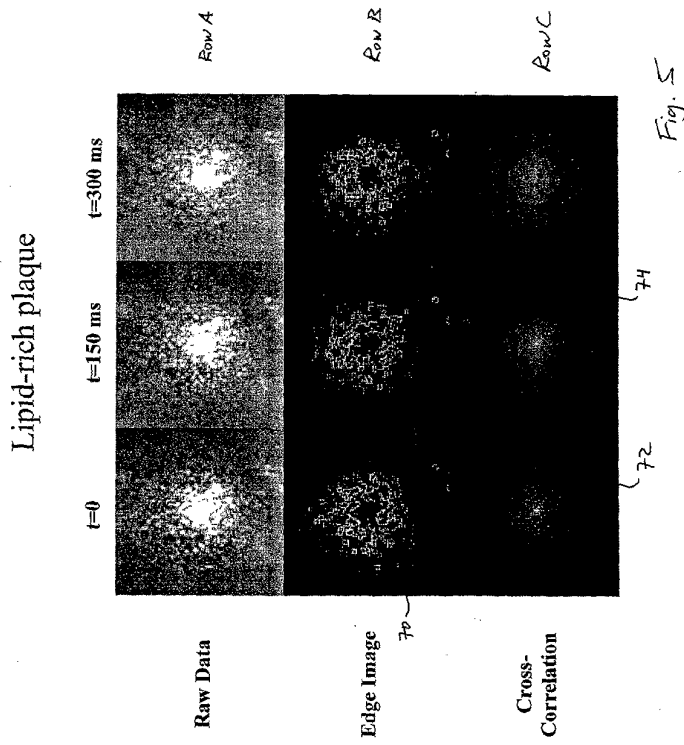 Lipid-rich plaque
t=0 t=150 ms t=300 ms
Raw Data Row A
Edge Image Row B
70
Cross-
Correlation Row C
72 74
Fig. 5